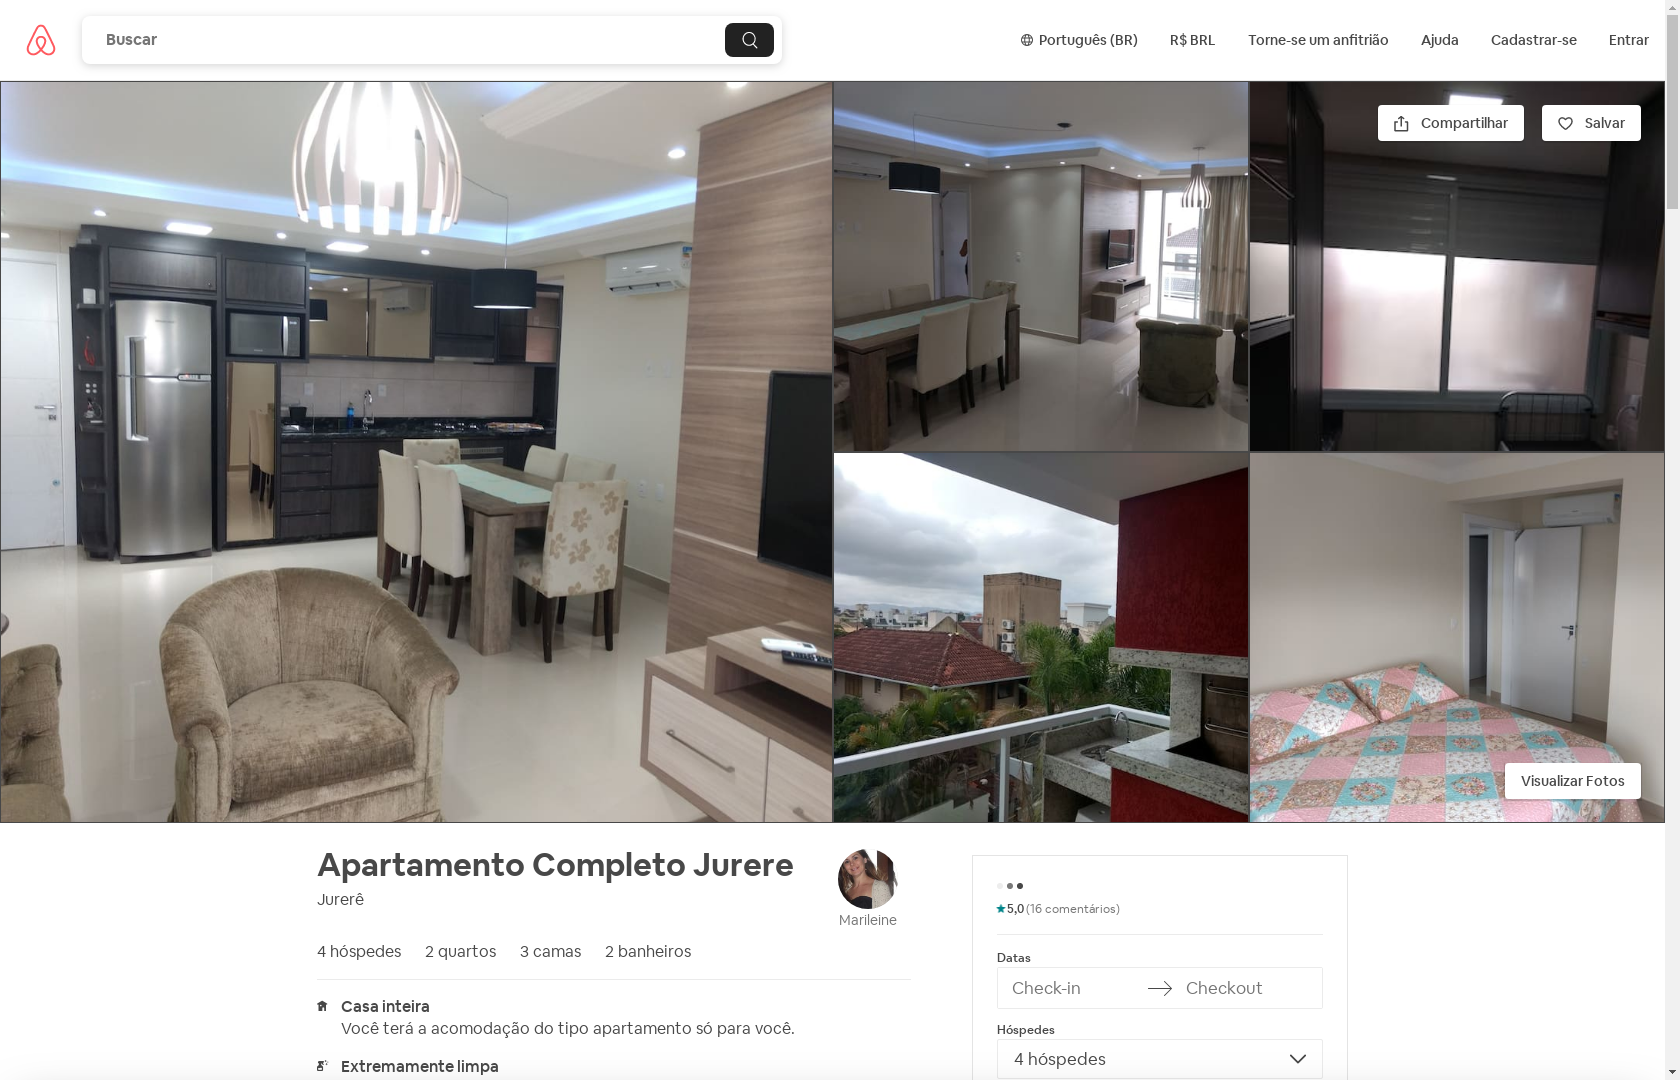 Buscar
Português (BR)
R$ BRL
Torne-se um anfitrião
Ajuda
Cadastrar-se
Entrar
Compartilhar
Salvar
Visualizar Fotos
Apartamento Completo Jurere
Jurerê
Marileine
4 hóspedes 2 quartos 3 camas 2 banheiros
Casa inteira
Você terá a acomodação do tipo apartamento só para você.
Extremamente limpa
5,0 (16 comentários)
Datas
Check-in → Checkout
Hóspedes
4 hóspedes